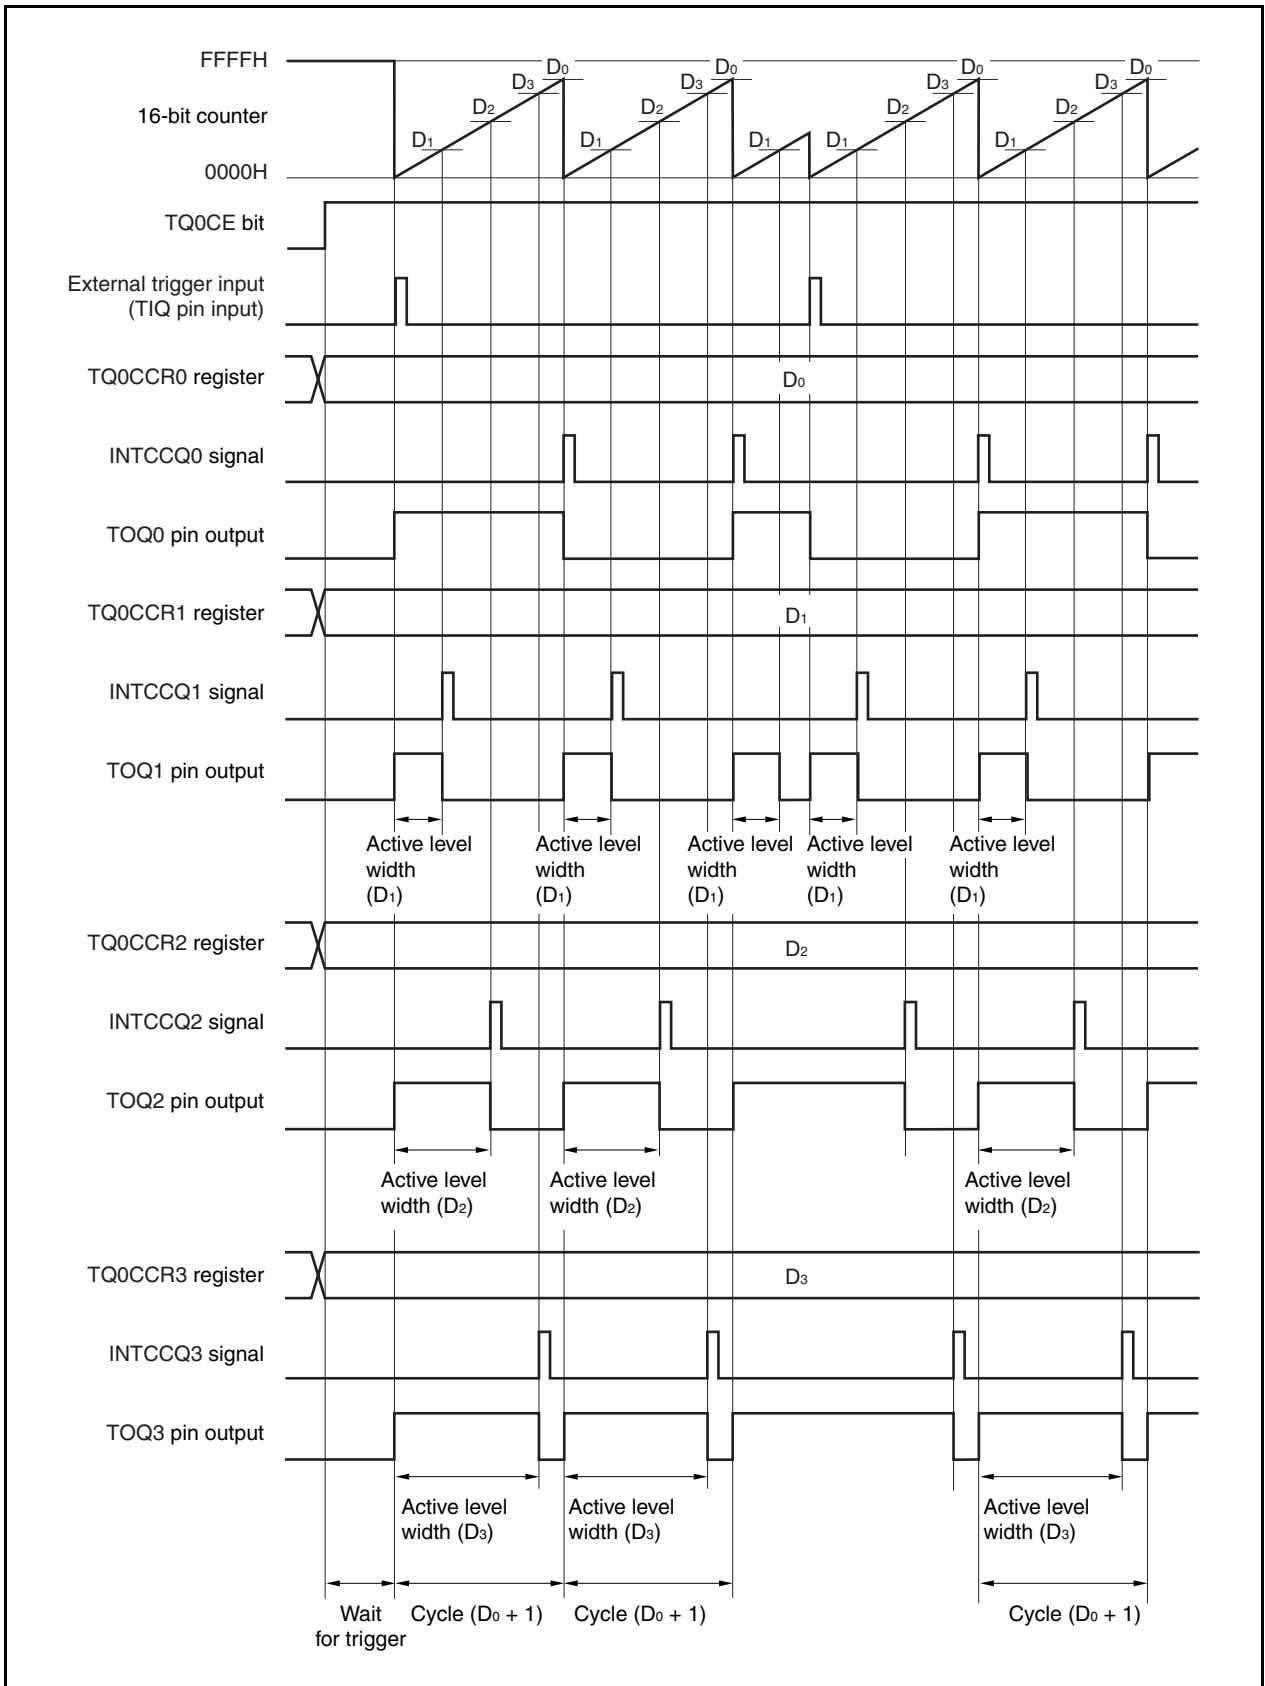 FFFFH
D0 D0 D0 D0
D3 D3 D3 D3
16-bit counter
D2 D2 D2 D2
D1 D1 D1 D1 D1
0000H
TQ0CE bit
External trigger input
(TIQ pin input)
TQ0CCR0 register
D0
INTCCQ0 signal
TOQ0 pin output
TQ0CCR1 register
D1
INTCCQ1 signal
TOQ1 pin output
Active level
width
(D1)
Active level
width
(D1)
Active level
width
(D1)
Active level
width
(D1)
Active level
width
(D1)
TQ0CCR2 register
D2
INTCCQ2 signal
TOQ2 pin output
Active level
width (D2)
Active level
width (D2)
Active level
width (D2)
TQ0CCR3 register
D3
INTCCQ3 signal
TOQ3 pin output
Active level
width (D3)
Active level
width (D3)
Active level
width (D3)
Wait
for trigger
Cycle (D0 + 1)
Cycle (D0 + 1)
Cycle (D0 + 1)